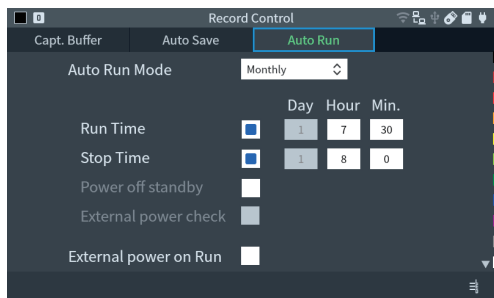 0 Record Control
Capt. Buffer Auto Save Auto Run
Auto Run Mode Monthly
Day Hour Min.
Run Time 1 7 30
Stop Time 1 8 0
Power off standby
External power check
External power on Run